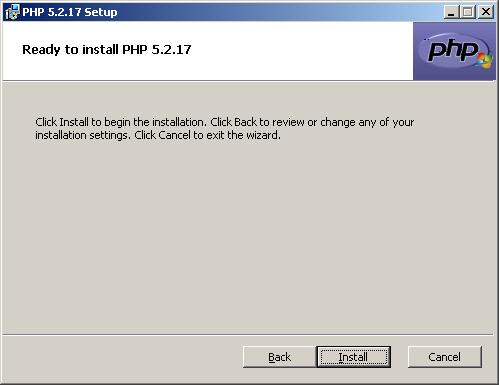 PHP 5.2.17 Setup
Ready to install PHP 5.2.17
php
Click Install to begin the installation. Click Back to review or change any of your
installation settings. Click Cancel to exit the wizard.
Back
Install
Cancel